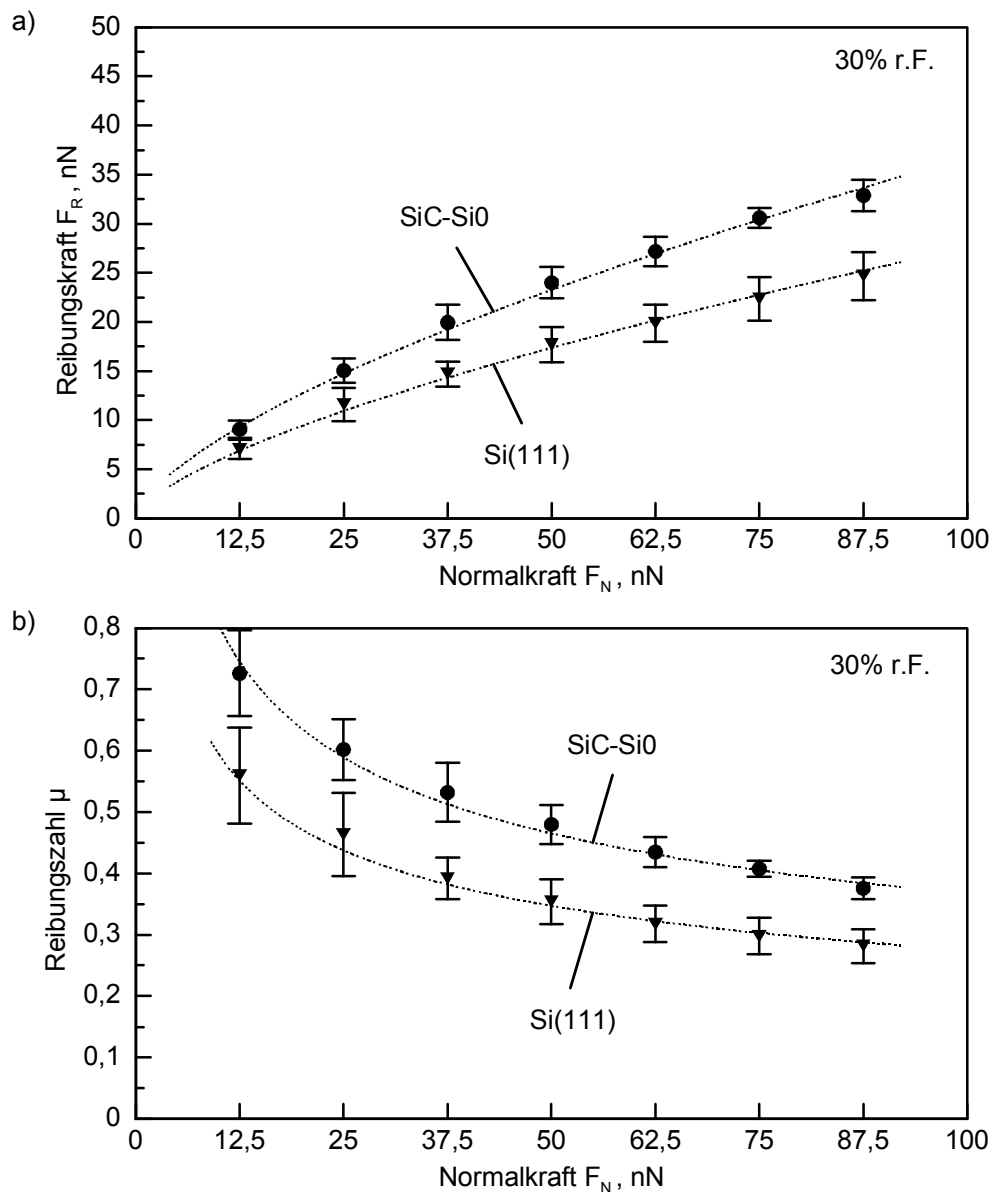 a)
50
45
40
35
30
25
20
15
10
5
0
Reibungskraft F_R, nN
30% r.F.
SiC-Si0
Si(111)
0 12,5 25 37,5 50 62,5 75 87,5 100
Normalkraft F_N, nN
b)
0,8
0,7
0,6
0,5
0,4
0,3
0,2
0,1
0
Reibungszahl µ
30% r.F.
SiC-Si0
Si(111)
0 12,5 25 37,5 50 62,5 75 87,5 100
Normalkraft F_N, nN